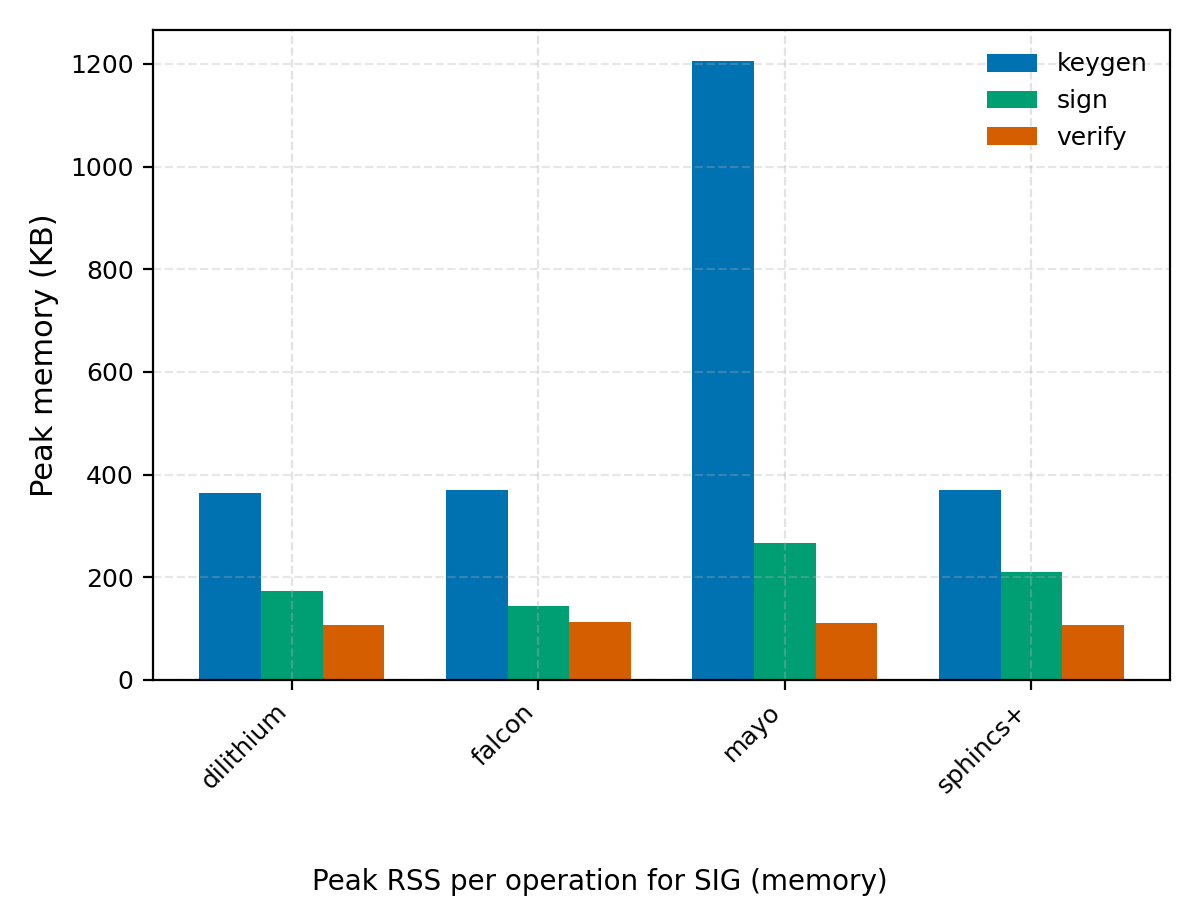 1200
1000
800
600
400
200
0
Peak memory (KB)
keygen
sign
verify
dilithium
falcon
mayo
sphincs+
Peak RSS per operation for SIG (memory)